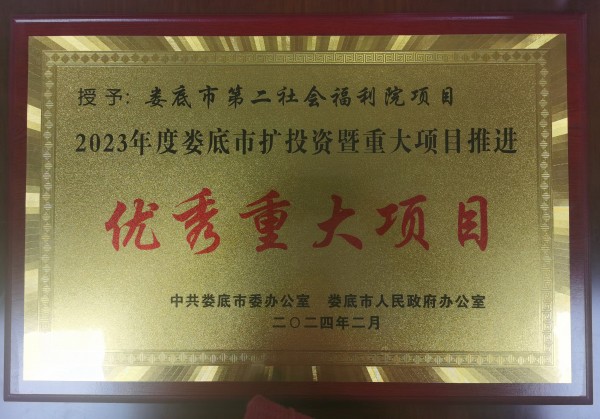 授予：娄底市第二社会福利院项目
2023年度娄底市扩投资暨重大项目推进
优秀重大项目
中共娄底市委办公室 娄底市人民政府办公室
二〇二四年二月